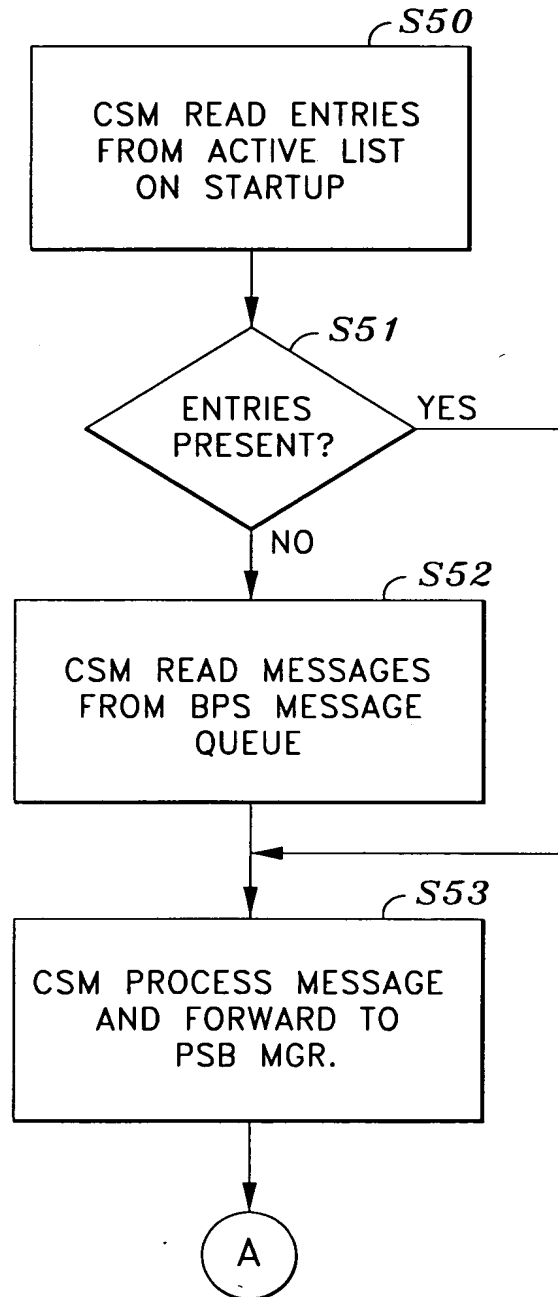 S50
CSM READ ENTRIES
FROM ACTIVE LIST
ON STARTUP
S51
ENTRIES
PRESENT?
YES
NO
S52
CSM READ MESSAGES
FROM BPS MESSAGE
QUEUE
S53
CSM PROCESS MESSAGE
AND FORWARD TO
PSB MGR.
A